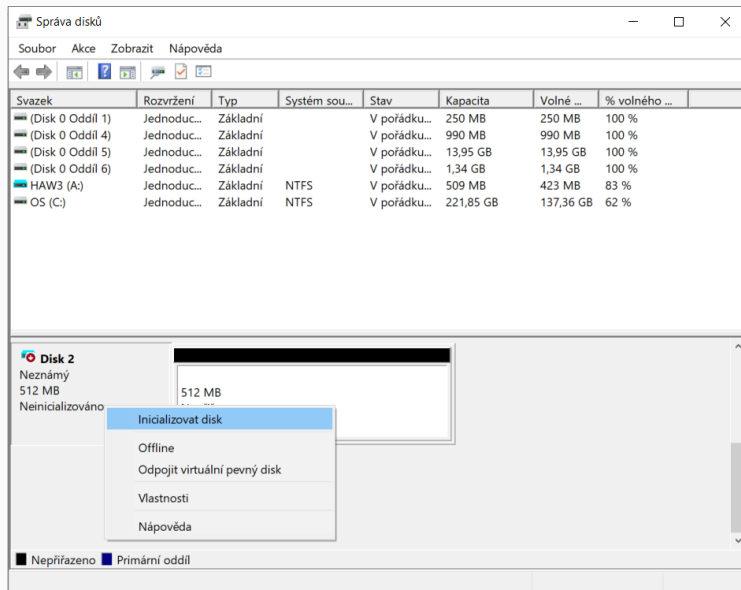 Správa disků
Soubor Akce Zobrazit Nápověda
Svazek Rozvržení Typ Systém sou... Stav Kapacita Volné ... % volného ...
(Disk 0 Oddíl 1) Jednoduc... Základní V pořádku... 250 MB 250 MB 100 %
(Disk 0 Oddíl 4) Jednoduc... Základní V pořádku... 990 MB 990 MB 100 %
(Disk 0 Oddíl 5) Jednoduc... Základní V pořádku... 13,95 GB 13,95 GB 100 %
(Disk 0 Oddíl 6) Jednoduc... Základní V pořádku... 1,34 GB 1,34 GB 100 %
HAW3 (A:) Jednoduc... Základní NTFS V pořádku... 509 MB 423 MB 83 %
OS (C:) Jednoduc... Základní NTFS V pořádku... 221,85 GB 137,36 GB 62 %
Disk 2
Neznámý
512 MB
Neinicializováno
512 MB
Inicializovat disk
Offline
Odpojit virtuální pevný disk
Vlastnosti
Nápověda
Nepřiřazeno Primární oddíl